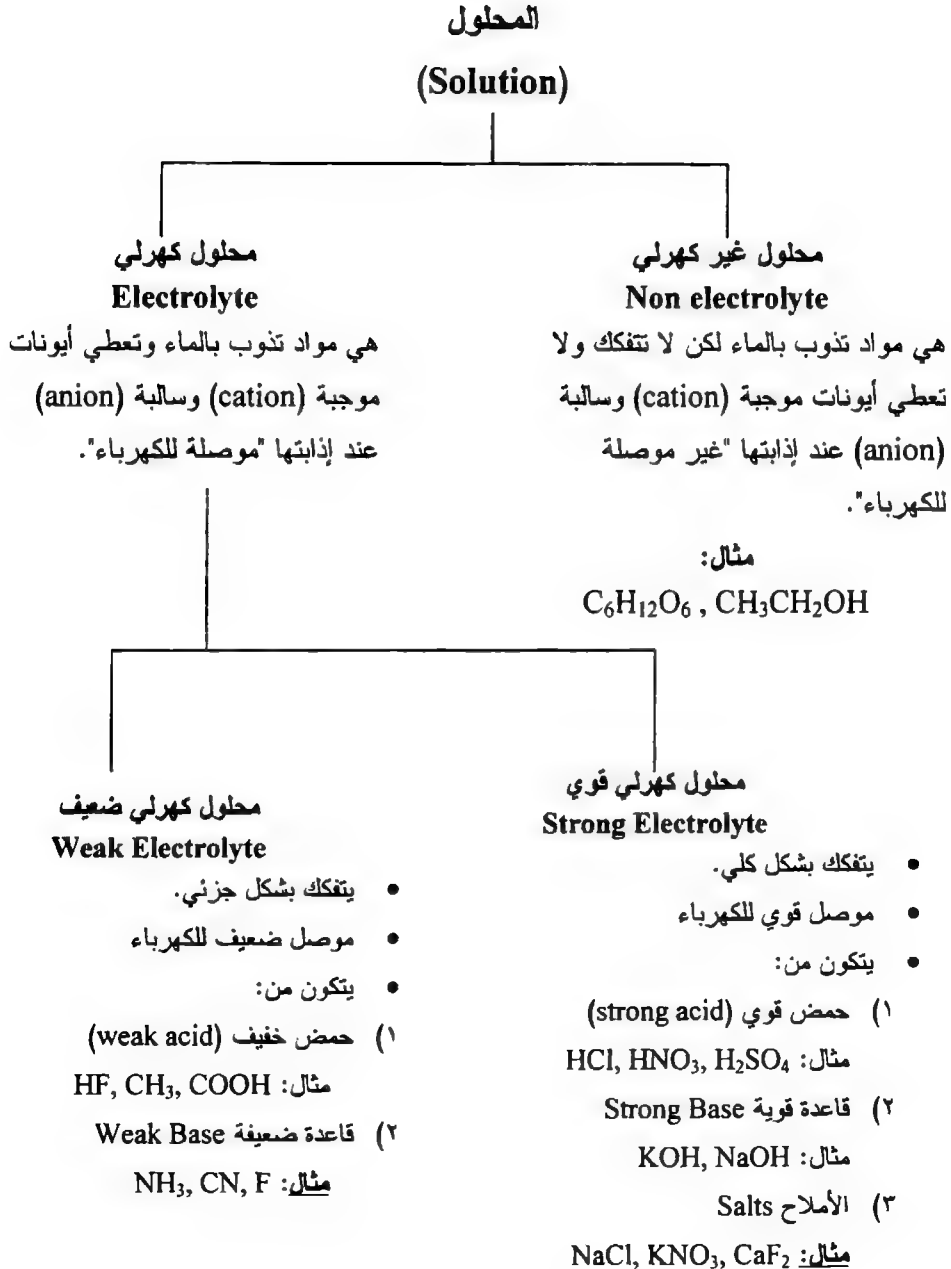 المحلول
(Solution)
محلول غير كهرلي
Non electrolyte
هي مواد تذوب بالماء لكن لا تتفكك ولا
تعطي أيونات موجبة (cation) وسالبة
(anion) عند إذابتها "غير موصلة
للكهرباء".
مثال:
C₆H₁₂O₆ , CH₃CH₂OH
محلول كهرلي
Electrolyte
هي مواد تذوب بالماء وتعطي أيونات
موجبة (cation) وسالبة (anion)
عند إذابتها "موصلة للكهرباء".
محلول كهرلي قوي
Strong Electrolyte
• يتفكك بشكل كلي.
• موصل قوي للكهرباء
• يتكون من:
١) حمض قوي (strong acid)
مثال: HCl, HNO₃, H₂SO₄
٢) قاعدة قوية Strong Base
مثال: KOH, NaOH
٣) الأملاح Salts
مثال: NaCl, KNO₃, CaF₂
محلول كهرلي ضعيف
Weak Electrolyte
• يتفكك بشكل جزئي.
• موصل ضعيف للكهرباء
• يتكون من:
١) حمض خفيف (weak acid)
مثال: HF, CH₃, COOH
٢) قاعدة ضعيفة Weak Base
مثال: NH₃, CN, F